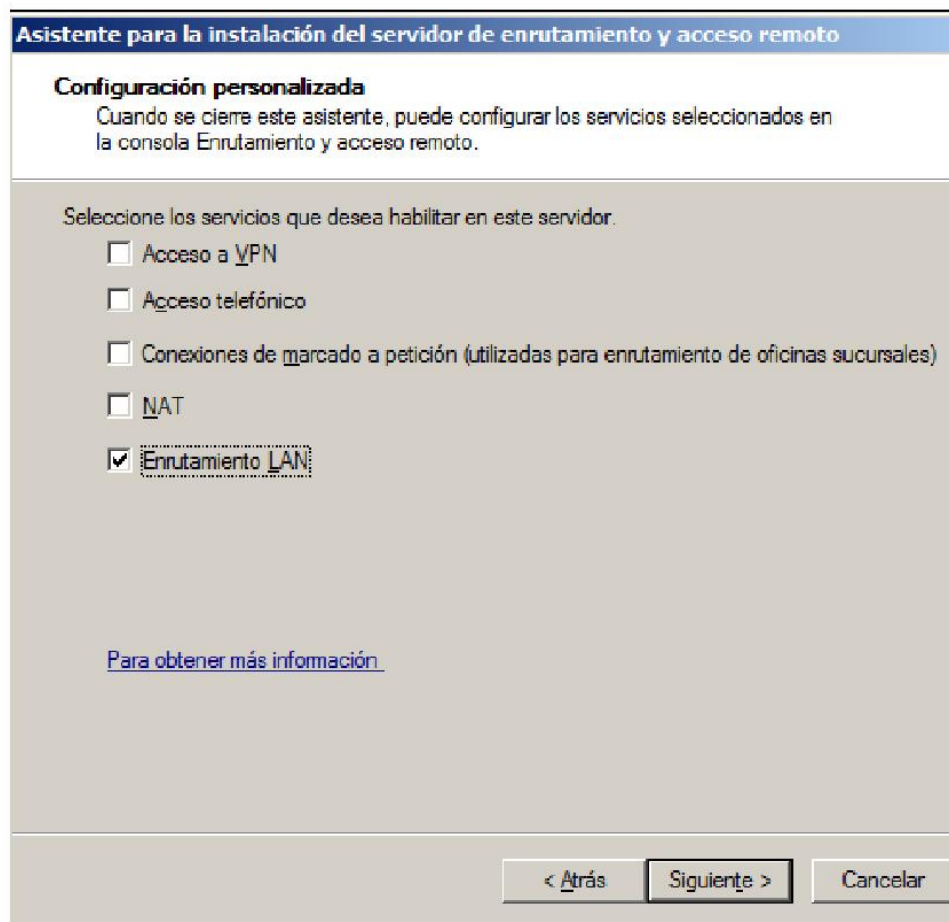 Asistente para la instalación del servidor de enrutamiento y acceso remoto
Configuración personalizada
Cuando se cierre este asistente, puede configurar los servicios seleccionados en
la consola Enrutamiento y acceso remoto.
Seleccione los servicios que desea habilitar en este servidor.
Acceso a VPN
Acceso telefónico
Conexiones de marcado a petición (utilizadas para enrutamiento de oficinas sucursales)
NAT
Enrutamiento LAN
Para obtener más información
< Atrás
Siguiente >
Cancelar